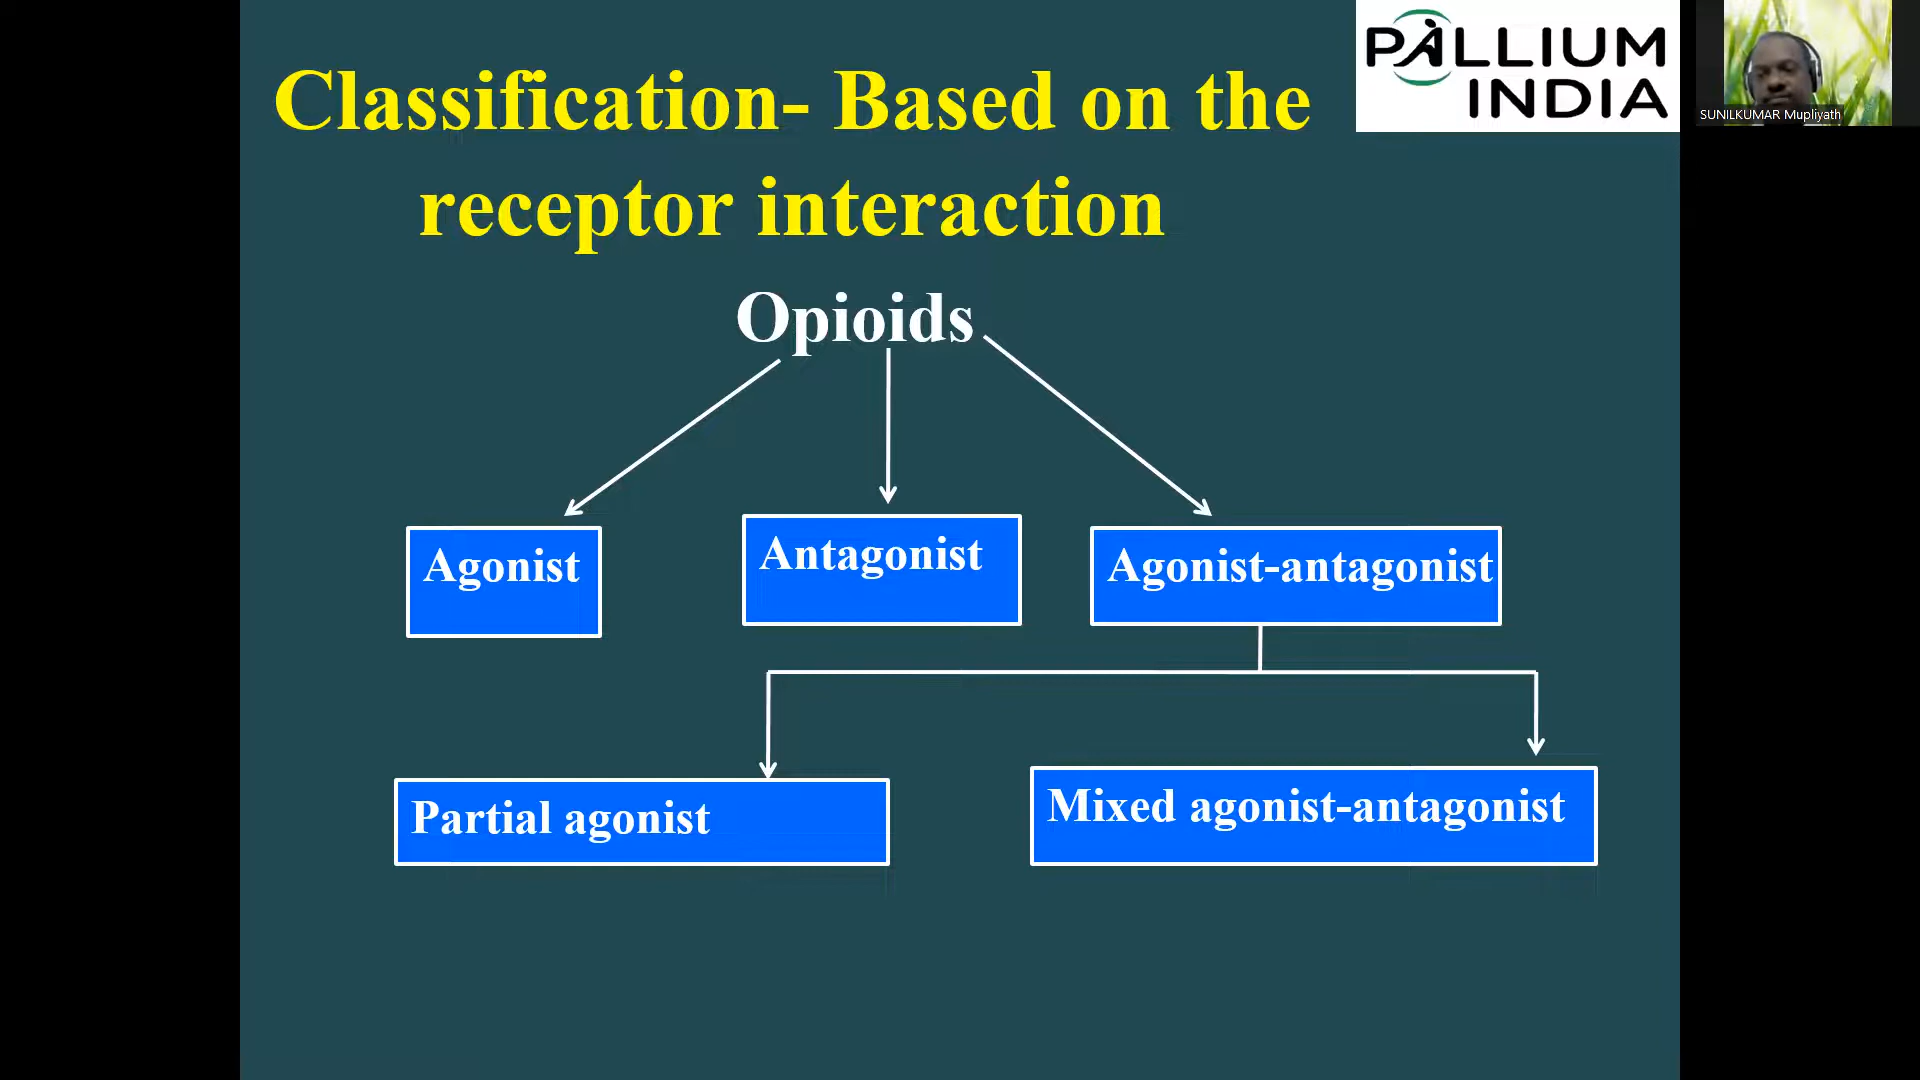 Classification- Based on the
receptor interaction
PALLIUM
INDIA
SUNILKUMAR Mupliyath
Opioids
Agonist
Antagonist
Agonist-antagonist
Partial agonist
Mixed agonist-antagonist